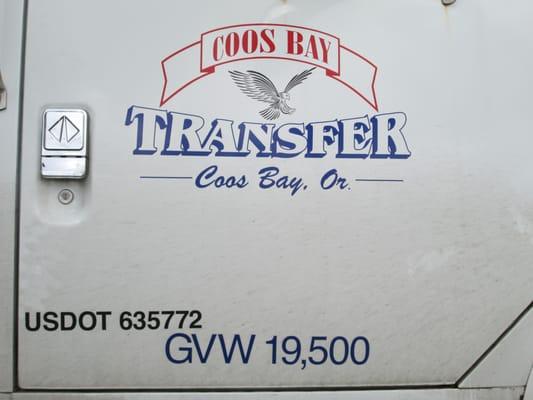 COOS BAY
TRANSFER
Coos Bay, Or.
USDOT 635772
GVW 19,500